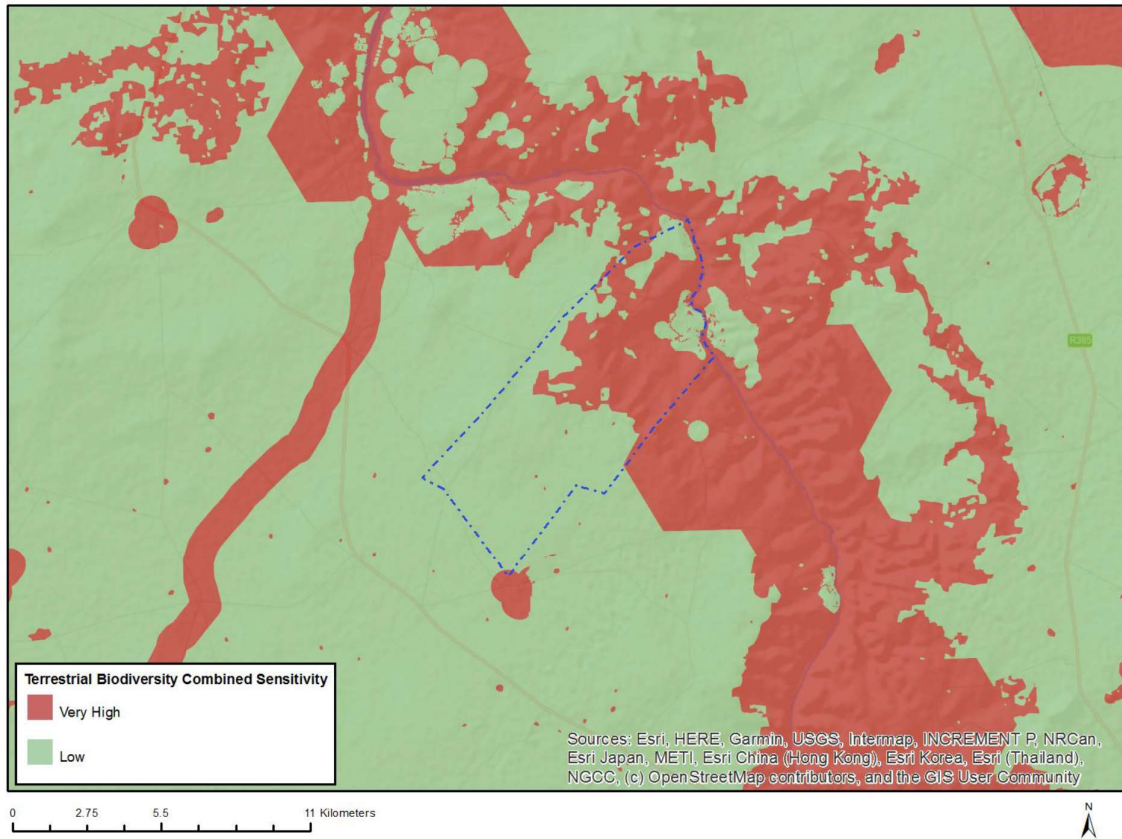 Terrestrial Biodiversity Combined Sensitivity
Very High
Low
Sources: Esri, HERE, Garmin, USGS, Intermap, INCREMENT P, NRCan,
Esri Japan, METI, Esri China (Hong Kong), Esri Korea, Esri (Thailand),
NGCC, (c) OpenStreetMap contributors, and the GIS User Community
0 2.75 5.5 11 Kilometers
N